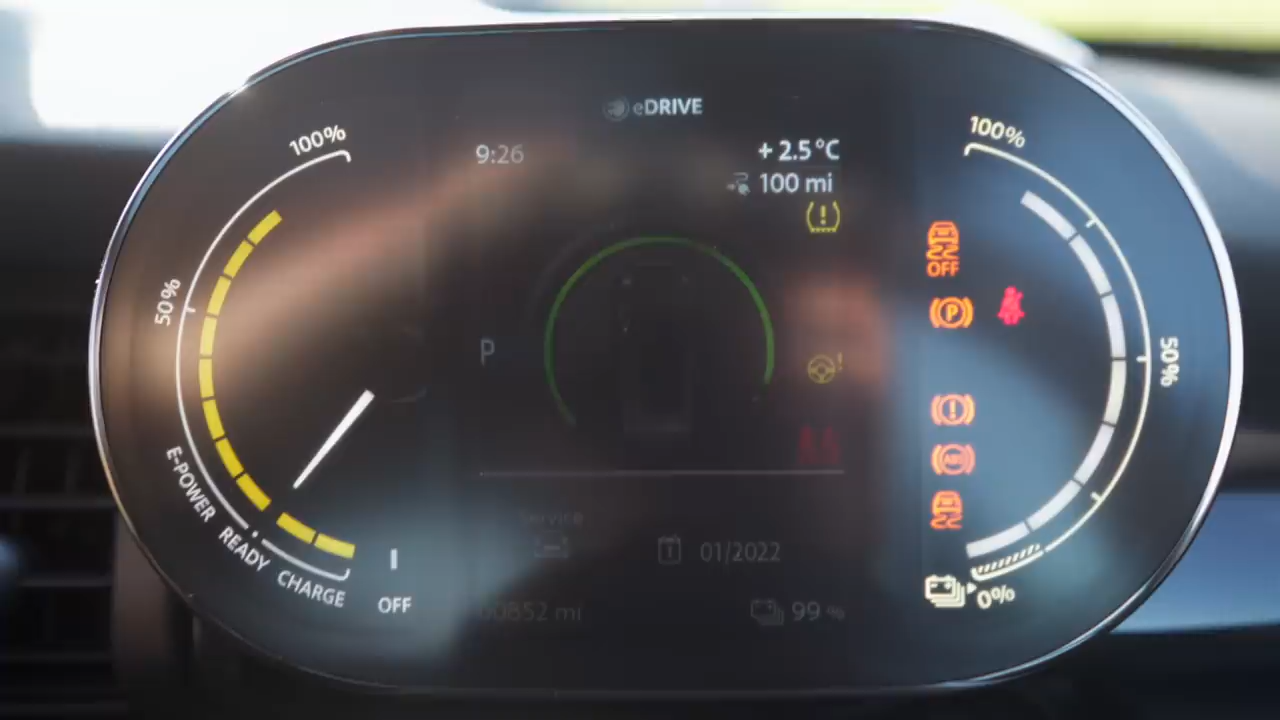 eDRIVE
9:26
+ 2.5°C
100 mi
100%
50%
E-POWER
READY
CHARGE
OFF
P
01/2022
99 %
100%
50%
0%
OFF
P
ABS